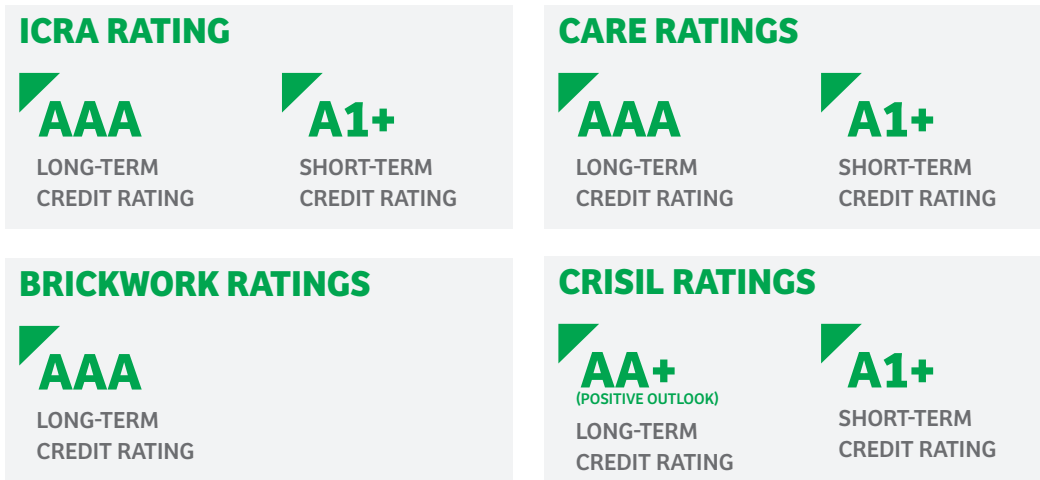 ICRA RATING
AAA
LONG-TERM
CREDIT RATING
A1+
SHORT-TERM
CREDIT RATING
CARE RATINGS
AAA
LONG-TERM
CREDIT RATING
A1+
SHORT-TERM
CREDIT RATING
BRICKWORK RATINGS
AAA
LONG-TERM
CREDIT RATING
CRISIL RATINGS
AA+
(POSITIVE OUTLOOK)
LONG-TERM
CREDIT RATING
A1+
SHORT-TERM
CREDIT RATING